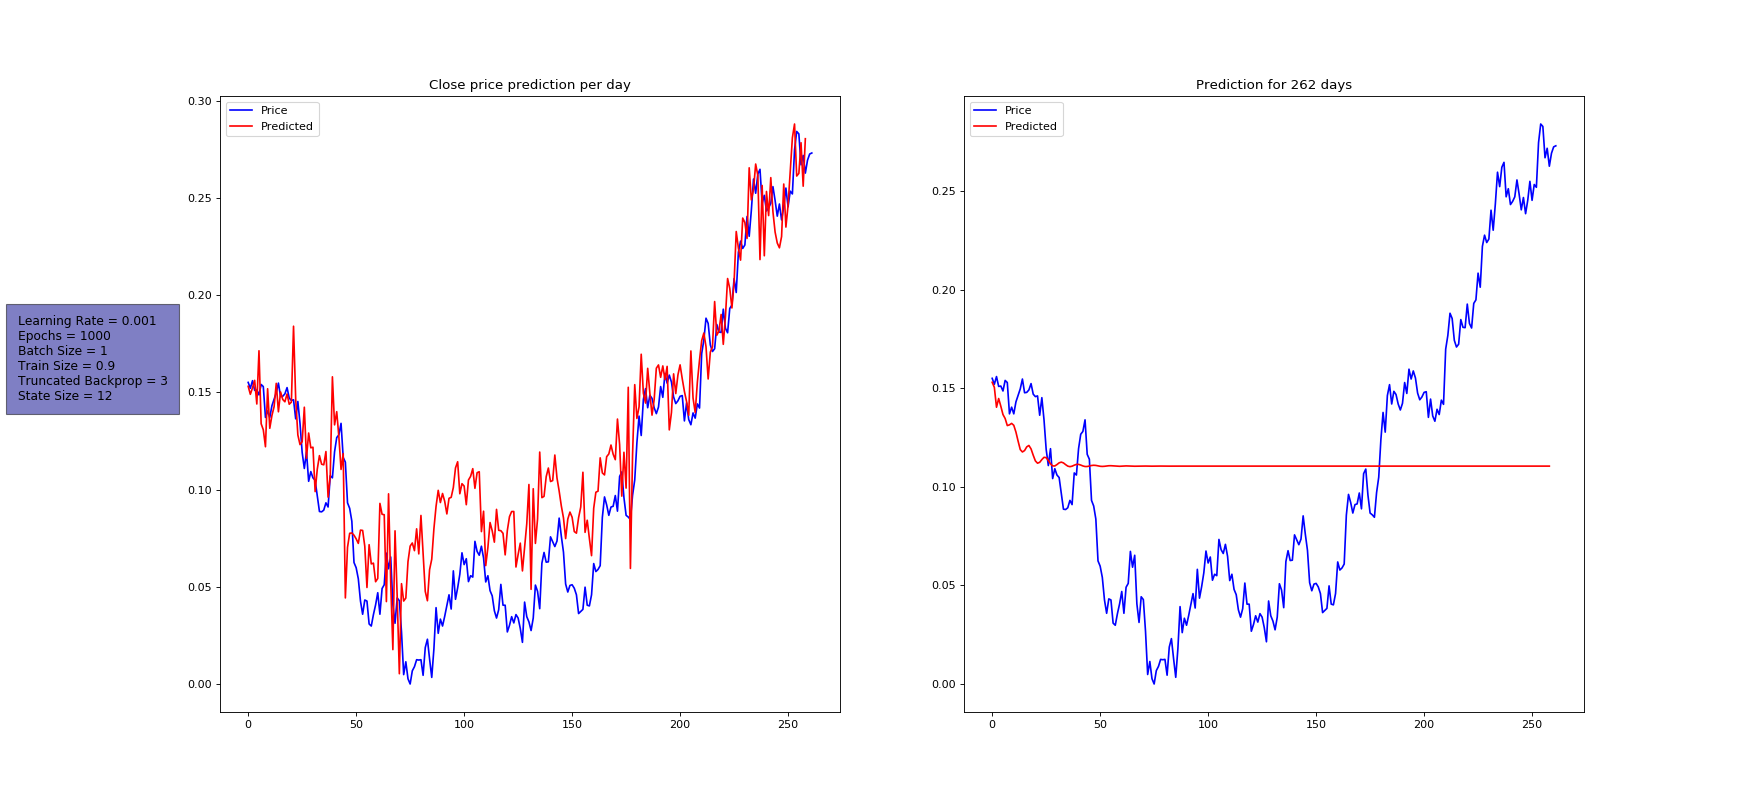 Learning Rate = 0.001
Epochs = 1000
Batch Size = 1
Train Size = 0.9
Truncated Backprop = 3
State Size = 12
Close price prediction per day
Price
Predicted
0.30
0.25
0.20
0.15
0.10
0.05
0.00
0 50 100 150 200 250
Prediction for 262 days
Price
Predicted
0.25
0.20
0.15
0.10
0.05
0.00
0 50 100 150 200 250